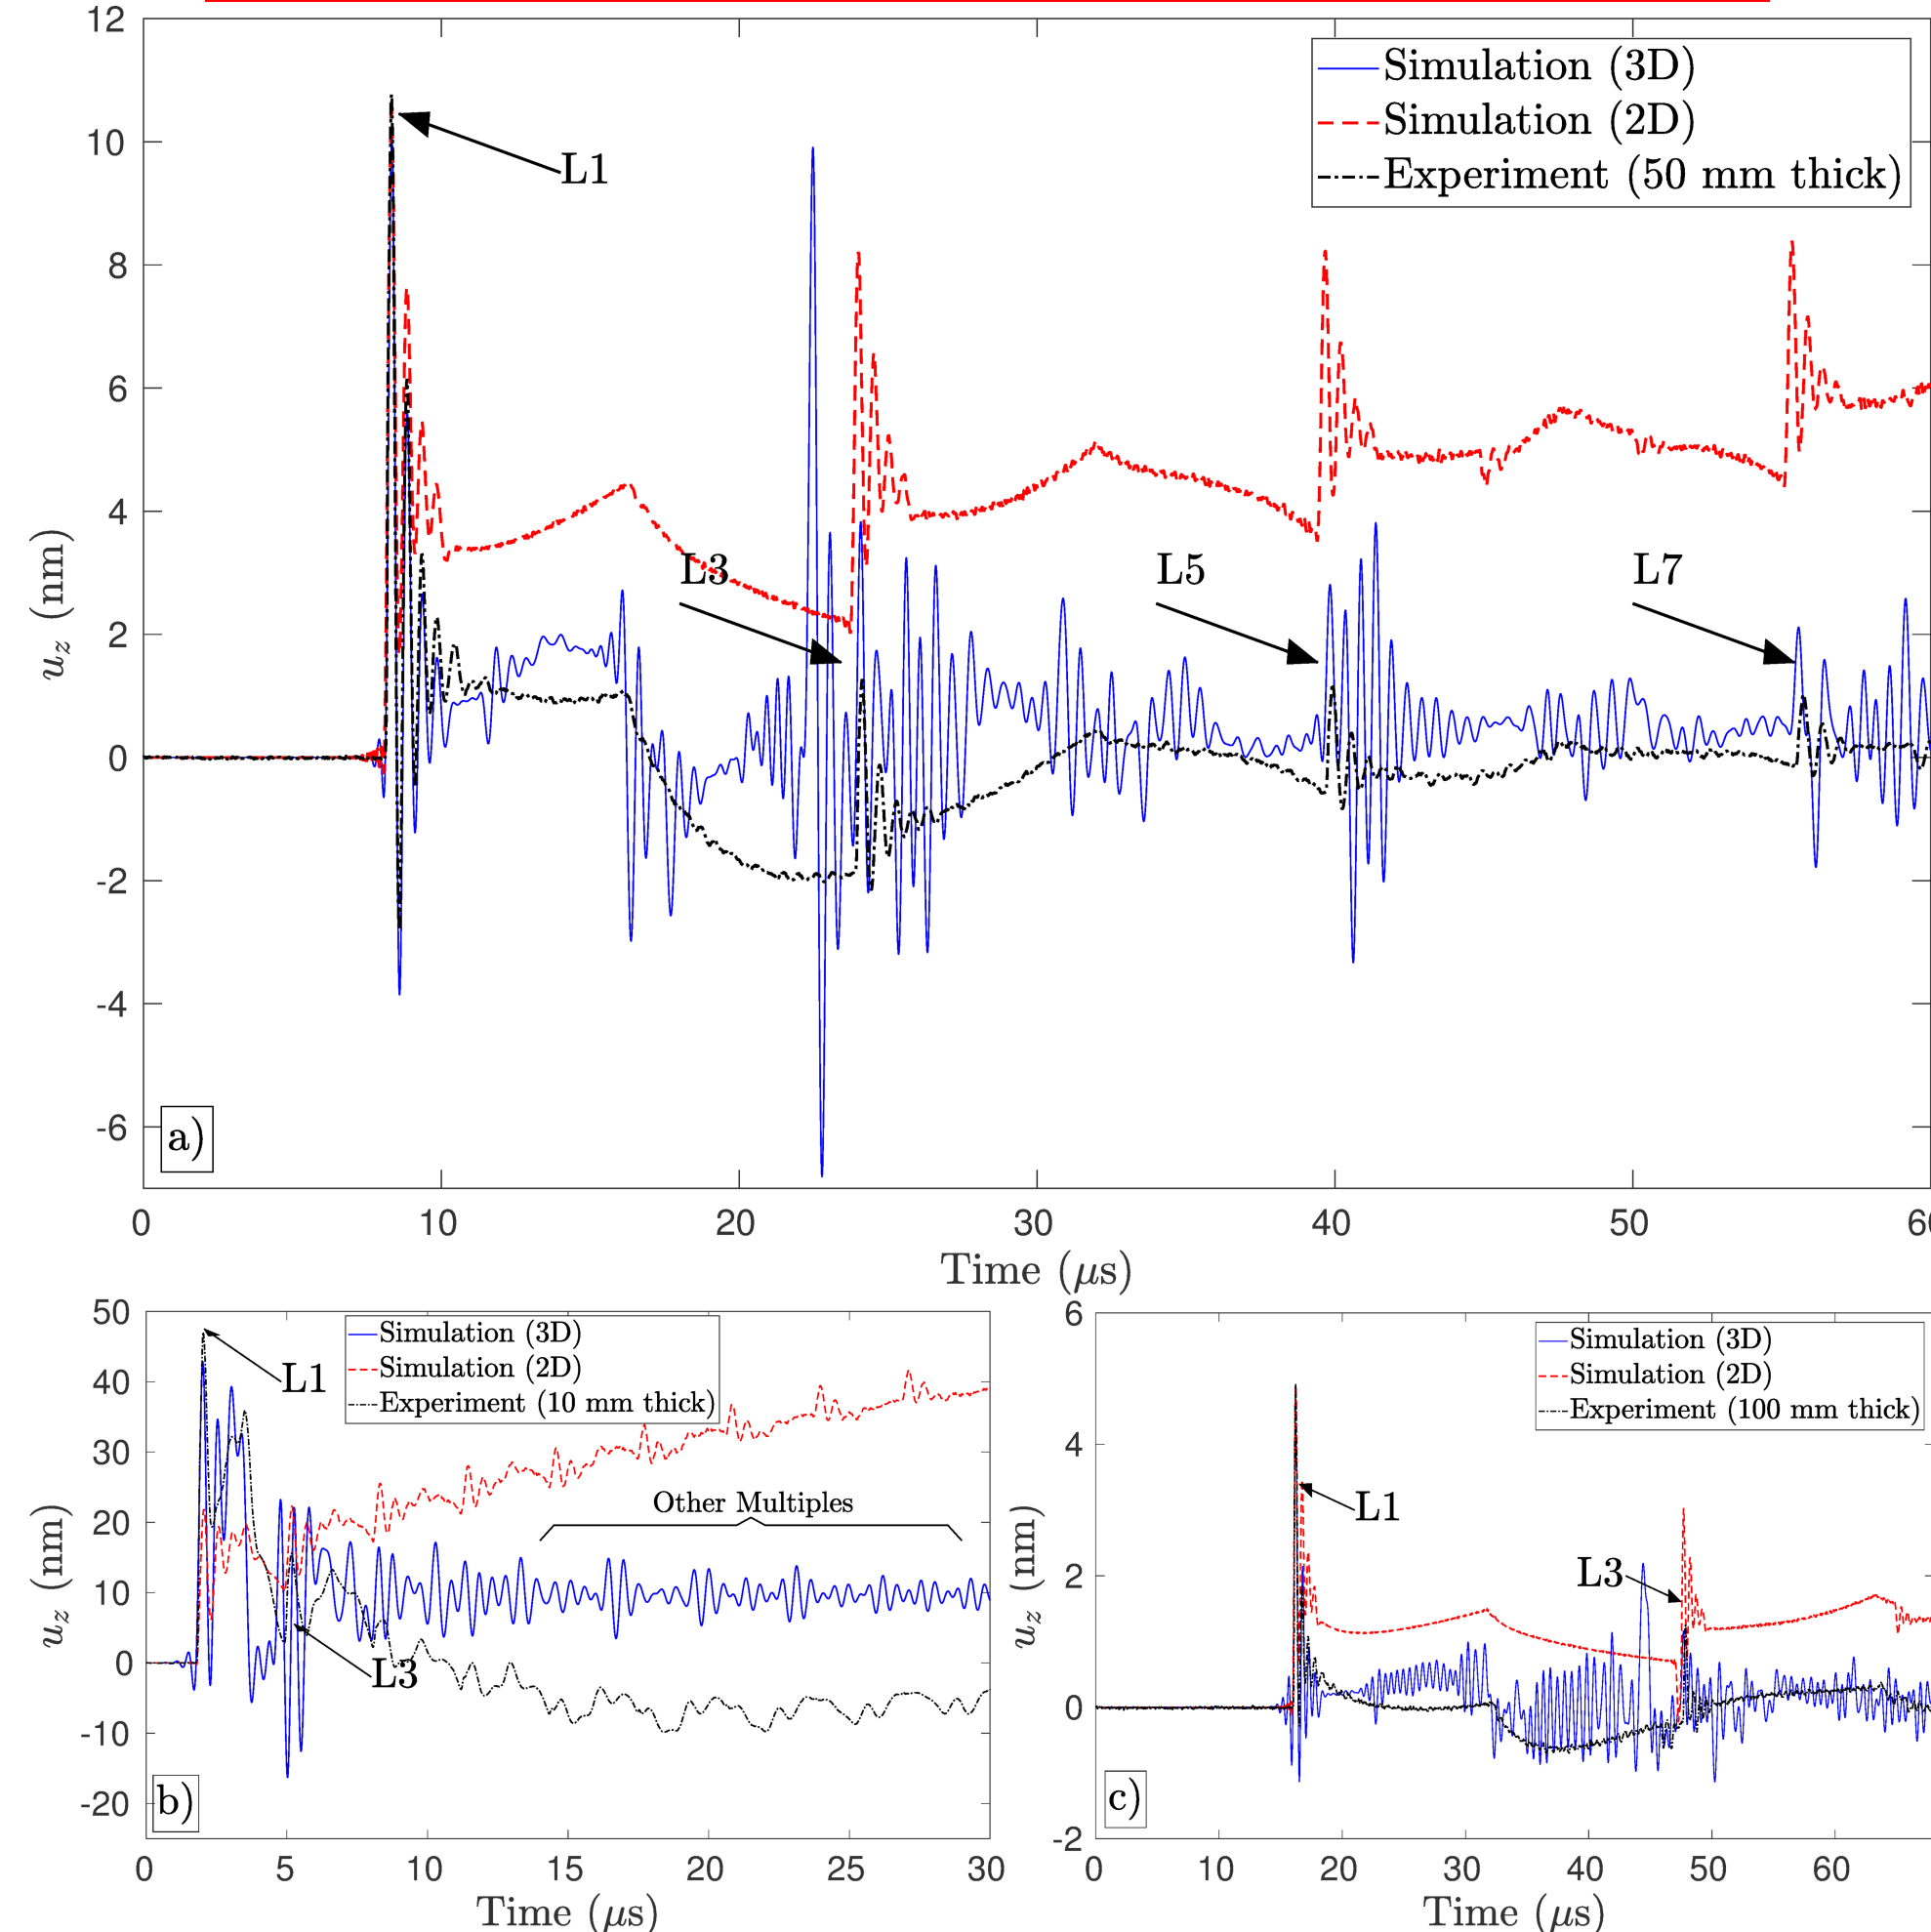 12
10
8
6
4
2
0
-2
-4
-6
u_z (nm)
Simulation (3D)
Simulation (2D)
Experiment (50 mm thick)
L1
L3
L5
L7
a)
0 10 20 30 40 50
Time (μs)
50
40
30
20
10
0
-10
-20
u_z (nm)
Simulation (3D)
Simulation (2D)
Experiment (10 mm thick)
L1
Other Multiples
L3
b)
0 5 10 15 20 25 30
Time (μs)
6
4
2
0
-2
u_z (nm)
Simulation (3D)
Simulation (2D)
Experiment (100 mm thick)
L1
L3
c)
0 10 20 30 40 50 60
Time (μs)